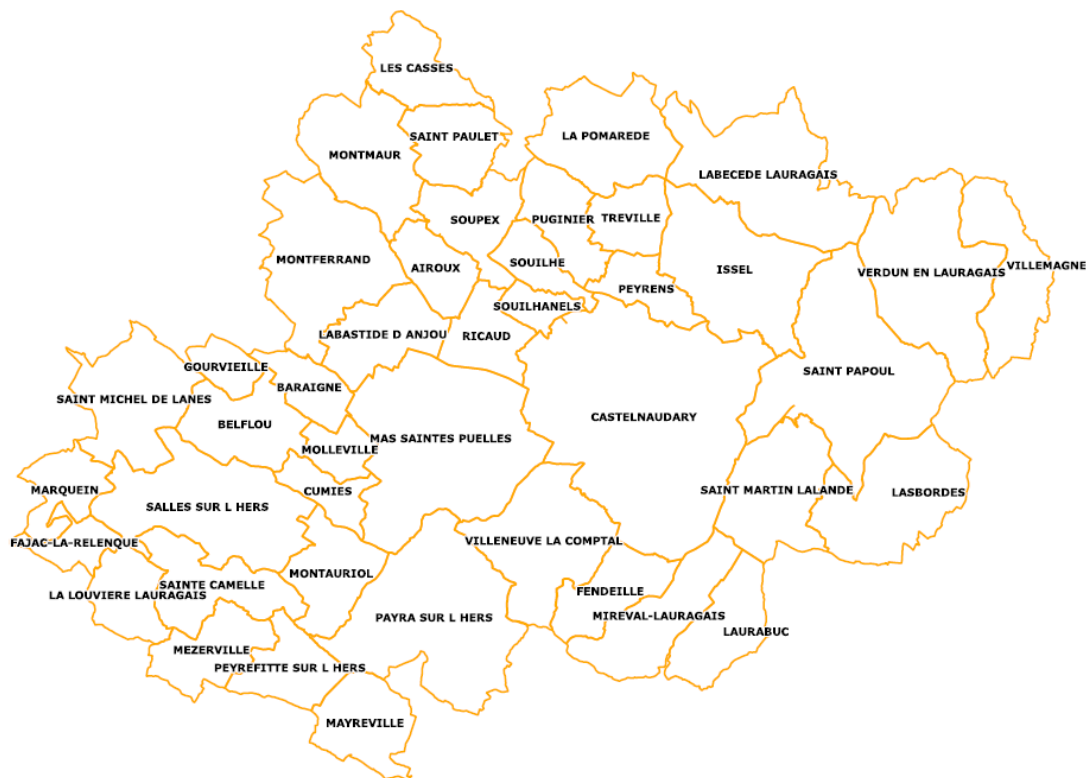 LES CASSES
SAINT PAULET
LA POMAREDE
MONTMAUR
LABECEDE LAURAGAIS
SOUPEX
PUGINIER
TREVILLE
MONTFERRAND
AIROUX
SOUILHE
ISSEL
VERDUN EN LAURAGAIS
VILLEMAGNE
PEYRENS
SOUILHANELS
LABASTIDE D ANJOU
RICAUD
GOURVIEILLE
BARAIGNE
SAINT PAPOUL
SAINT MICHEL DE LANES
BELFLOU
CASTELNAUDARY
MAS SAINTES PUELLES
MOLLEVILLE
MARQUEIN
CUMIES
SAINT MARTIN LALANDE
LASBORDES
SALLES SUR L HERS
FAJAC-LA-RELENQUE
VILLENEUVE LA COMPTAL
MONTAURIOL
SAINTE CAMELLE
LA LOUVIERE LAURAGAIS
FENDEILLE
PAYRA SUR L HERS
MIREVAL-LAURAGAIS
LAURABUC
MEZERVILLE
PEYREFITTE SUR L HERS
MAYREVILLE